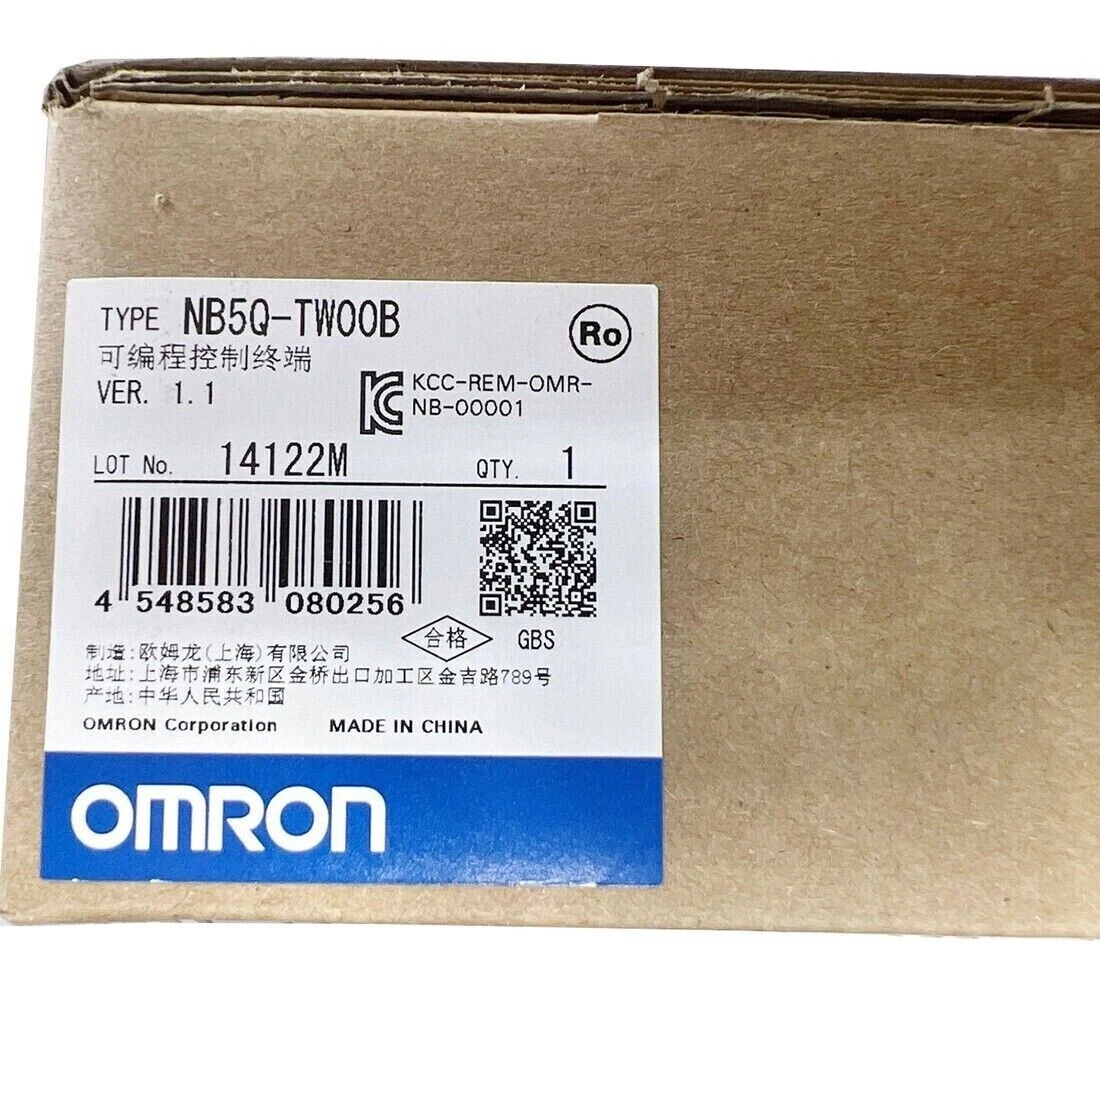 TYPE NB5Q-TW00B
Ro
可编程控制终端
VER. 1.1
KCC-REM-OMR-
NB-00001
LOT No. 14122M QTY. 1
4 548583 080256
合格 GBS
制造:欧姆龙(上海)有限公司
地址:上海市浦东新区金桥出口加工区金吉路789号
产地:中华人民共和国
OMRON Corporation MADE IN CHINA
OMRON